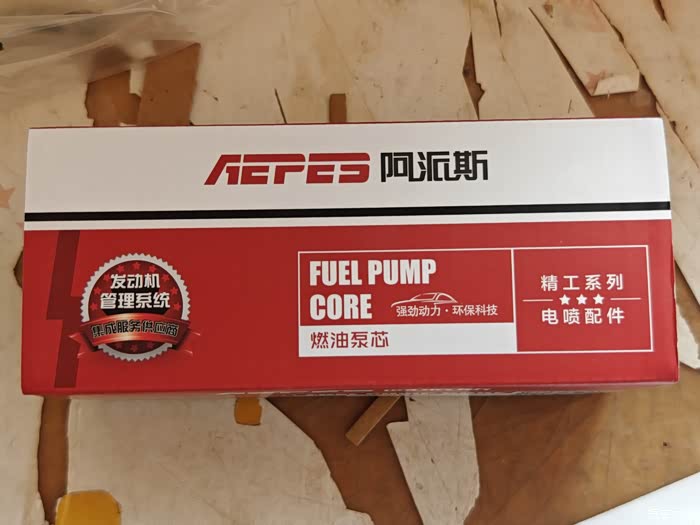 AEPES 阿派斯
发动机
管理系统
集成服务供应商
FUEL PUMP
CORE
强劲动力·环保科技
燃油泵芯
精工系列
电喷配件